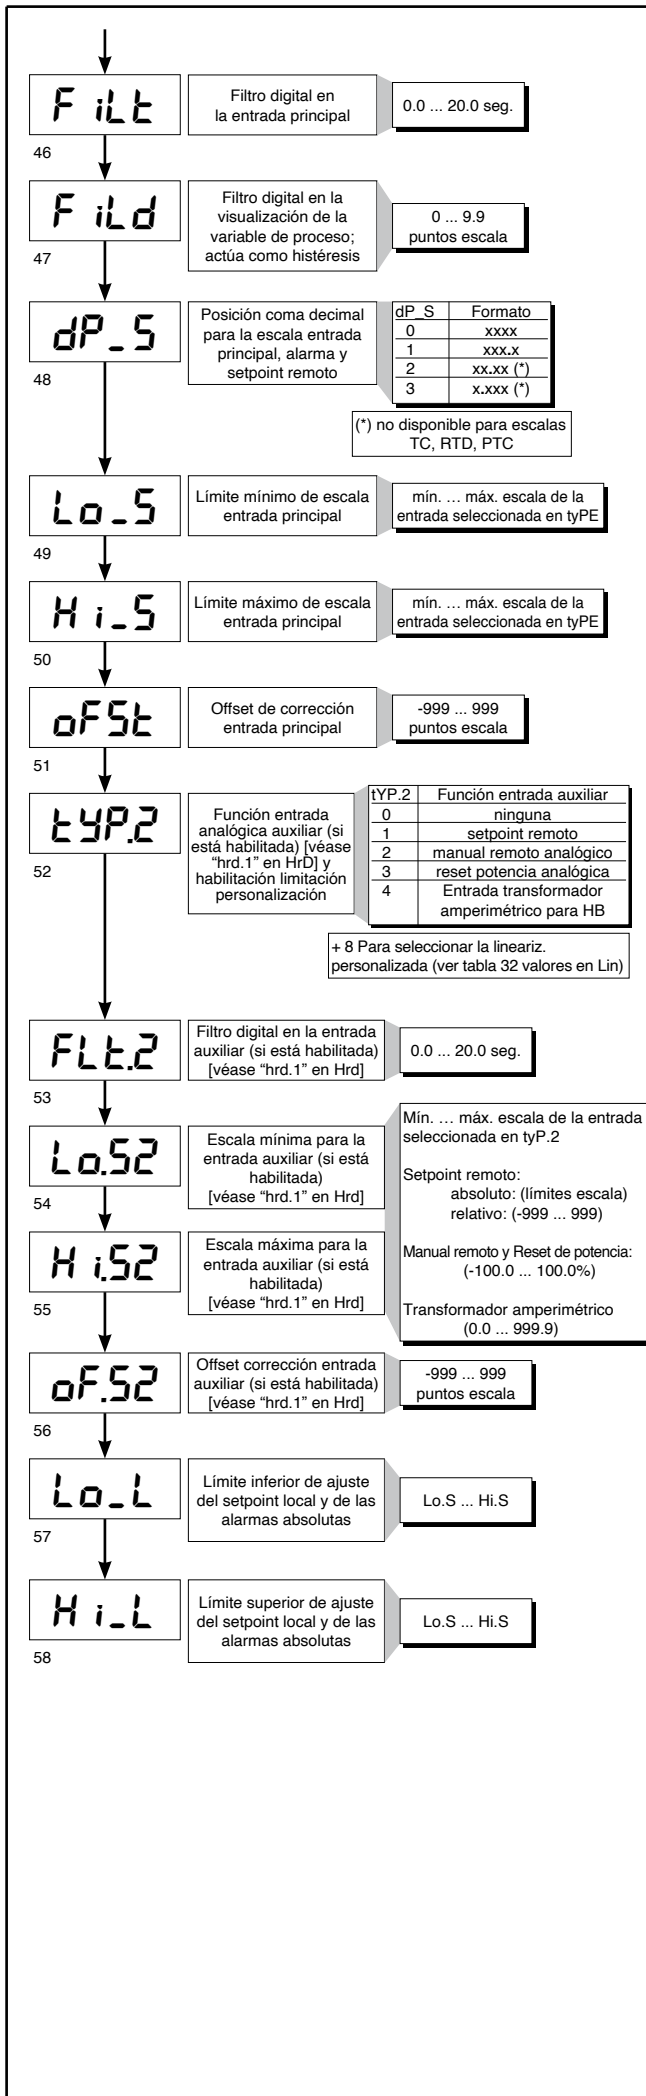 FiLt
Filtro digital en
la entrada principal
0.0 ... 20.0 seg.
46
FiLd
Filtro digital en la
visualización de la
variable de proceso;
actúa como histéresis
0 ... 9.9
puntos escala
47
dP_S
Posición coma decimal
para la escala entrada
principal, alarma y
setpoint remoto
dP_S Formato
0 xxxx
1 xxx.x
2 xx.xx (*)
3 x.xxx (*)
48
(*) no disponible para escalas
TC, RTD, PTC
Lo_S
Límite mínimo de escala
entrada principal
mín. … máx. escala de la
entrada seleccionada en tyPE
49
Hi_S
Límite máximo de escala
entrada principal
mín. … máx. escala de la
entrada seleccionada en tyPE
50
oFSt
Offset de corrección
entrada principal
-999 ... 999
puntos escala
51
tYP.2
Función entrada
analógica auxiliar (si
está habilitada) [véase
“hrd.1” en HrD] y
habilitación limitación
personalización
tYP.2 Función entrada auxiliar
0 ninguna
1 setpoint remoto
2 manual remoto analógico
3 reset potencia analógica
4 Entrada transformador
amperimétrico para HB
52
+ 8 Para seleccionar la lineariz.
personalizada (ver tabla 32 valores en Lin)
FLt.2
Filtro digital en la entrada
auxiliar (si está habilitada)
[véase “hrd.1” en Hrd]
0.0 ... 20.0 seg.
53
Lo.S2
Escala mínima para la
entrada auxiliar (si está
habilitada)
[véase “hrd.1” en Hrd]
54
Hi.S2
Escala máxima para la
entrada auxiliar (si está
habilitada)
[véase “hrd.1” en Hrd]
55
Mín. … máx. escala de la entrada
seleccionada en tyP.2
Setpoint remoto:
absoluto: (límites escala)
relativo: (-999 ... 999)
Manual remoto y Reset de potencia:
(-100.0 ... 100.0%)
Transformador amperimétrico
(0.0 ... 999.9)
oF.S2
Offset corrección entrada
auxiliar (si está habilitada)
[véase “hrd.1” en Hrd]
-999 ... 999
puntos escala
56
Lo_L
Límite inferior de ajuste
del setpoint local y de las
alarmas absolutas
Lo.S ... Hi.S
57
Hi_L
Límite superior de ajuste
del setpoint local y de las
alarmas absolutas
Lo.S ... Hi.S
58